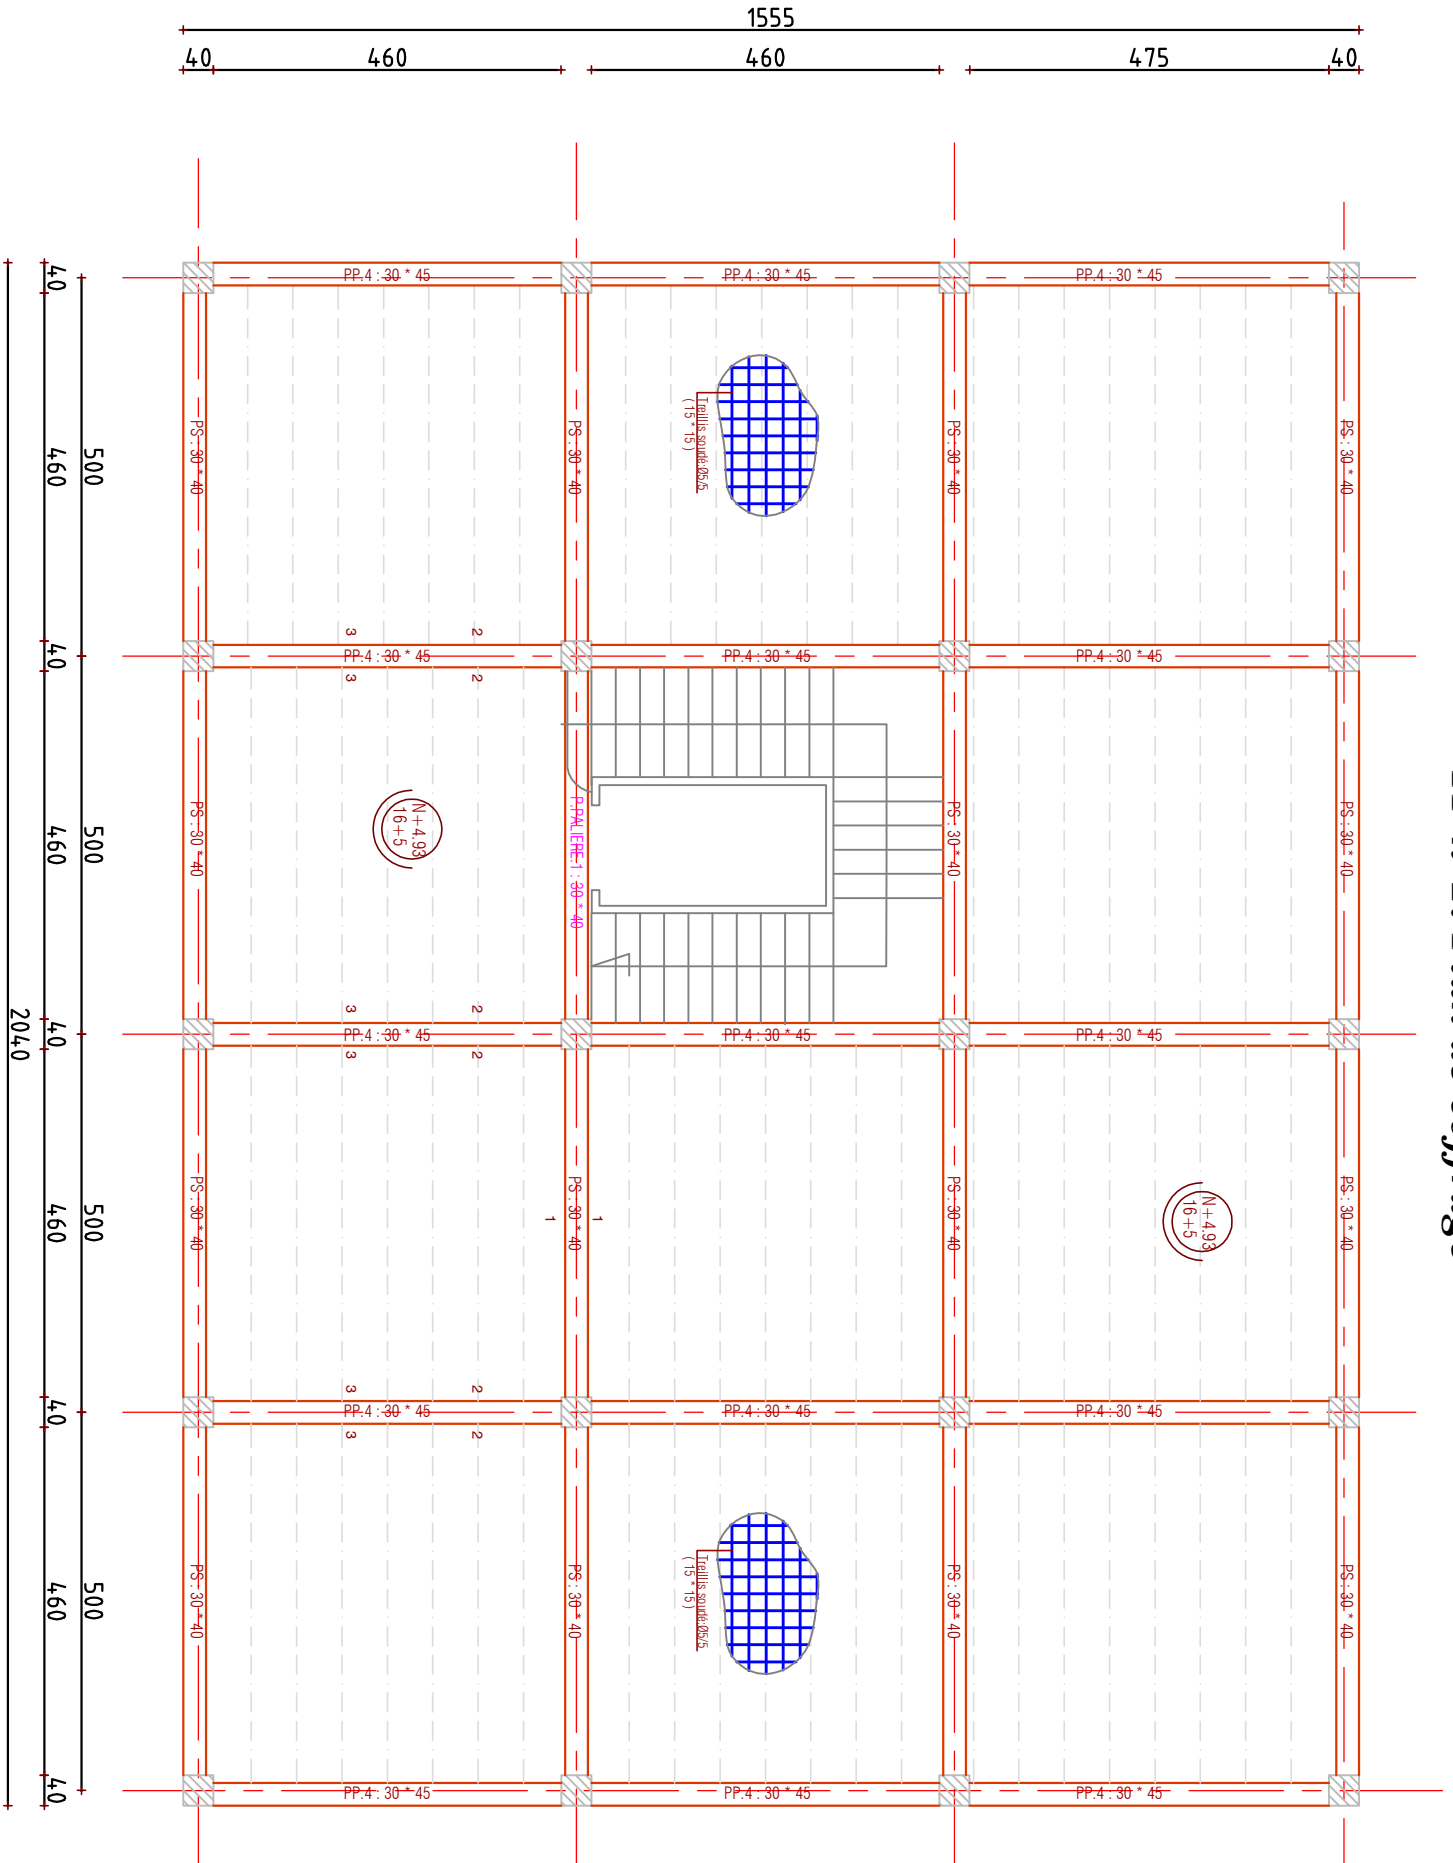 1555
40
460
460
475
40
PP.4 : 30 * 45
PP.4 : 30 * 45
PP.4 : 30 * 45
40
500
460
PS : 30 * 40
PS : 30 * 40
PS : 30 * 40
PS : 30 * 40
Treillis soudé:Ø5/5
( 15 * 15 )
3
2
40
PP.4 : 30 * 45
PP.4 : 30 * 45
PP.4 : 30 * 45
3
2
500
460
PS : 30 * 40
N+4.93
16+5
P.PALIERE.1 : 30 * 40
PS : 30 * 40
PS : 30 * 40
3
2
2040
40
PP.4 : 30 * 45
PP.4 : 30 * 45
PP.4 : 30 * 45
3
2
500
460
PS : 30 * 40
PS : 30 * 40
PS : 30 * 40
PS : 30 * 40
1
1
N+4.93
16+5
3
2
40
PP.4 : 30 * 45
PP.4 : 30 * 45
PP.4 : 30 * 45
3
2
500
460
PS : 30 * 40
PS : 30 * 40
PS : 30 * 40
PS : 30 * 40
Treillis soudé:Ø5/5
( 15 * 15 )
40
PP.4 : 30 * 45
PP.4 : 30 * 45
PP.4 : 30 * 45